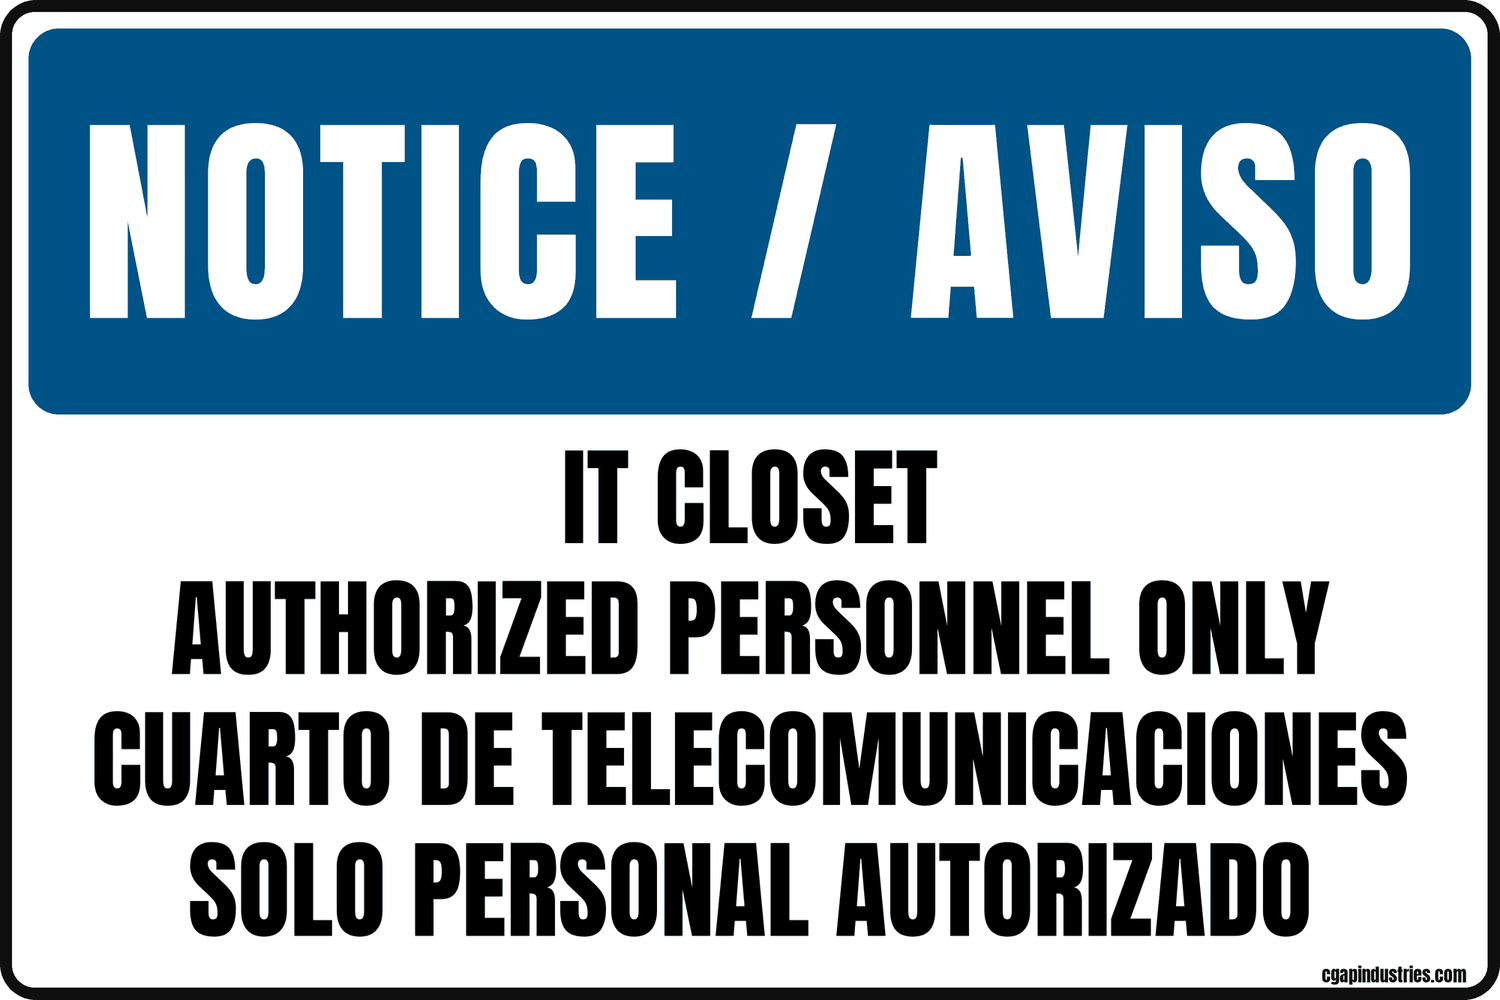 NOTICE / AVISO
IT CLOSET
AUTHORIZED PERSONNEL ONLY
CUARTO DE TELECOMUNICACIONES
SOLO PERSONAL AUTORIZADO
cgapindustries.com